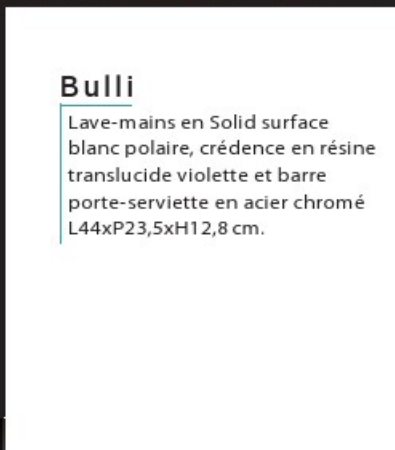 Bulli
Lave-mains en Solid surface
blanc polaire, crédence en résine
translucide violette et barre
porte-serviette en acier chromé
L44xP23,5xH12,8 cm.